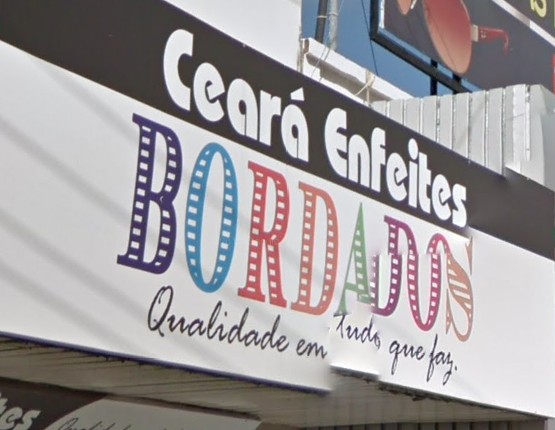 Ceará Enfeites
BORDADOS
Qualidade em tudo que faz.